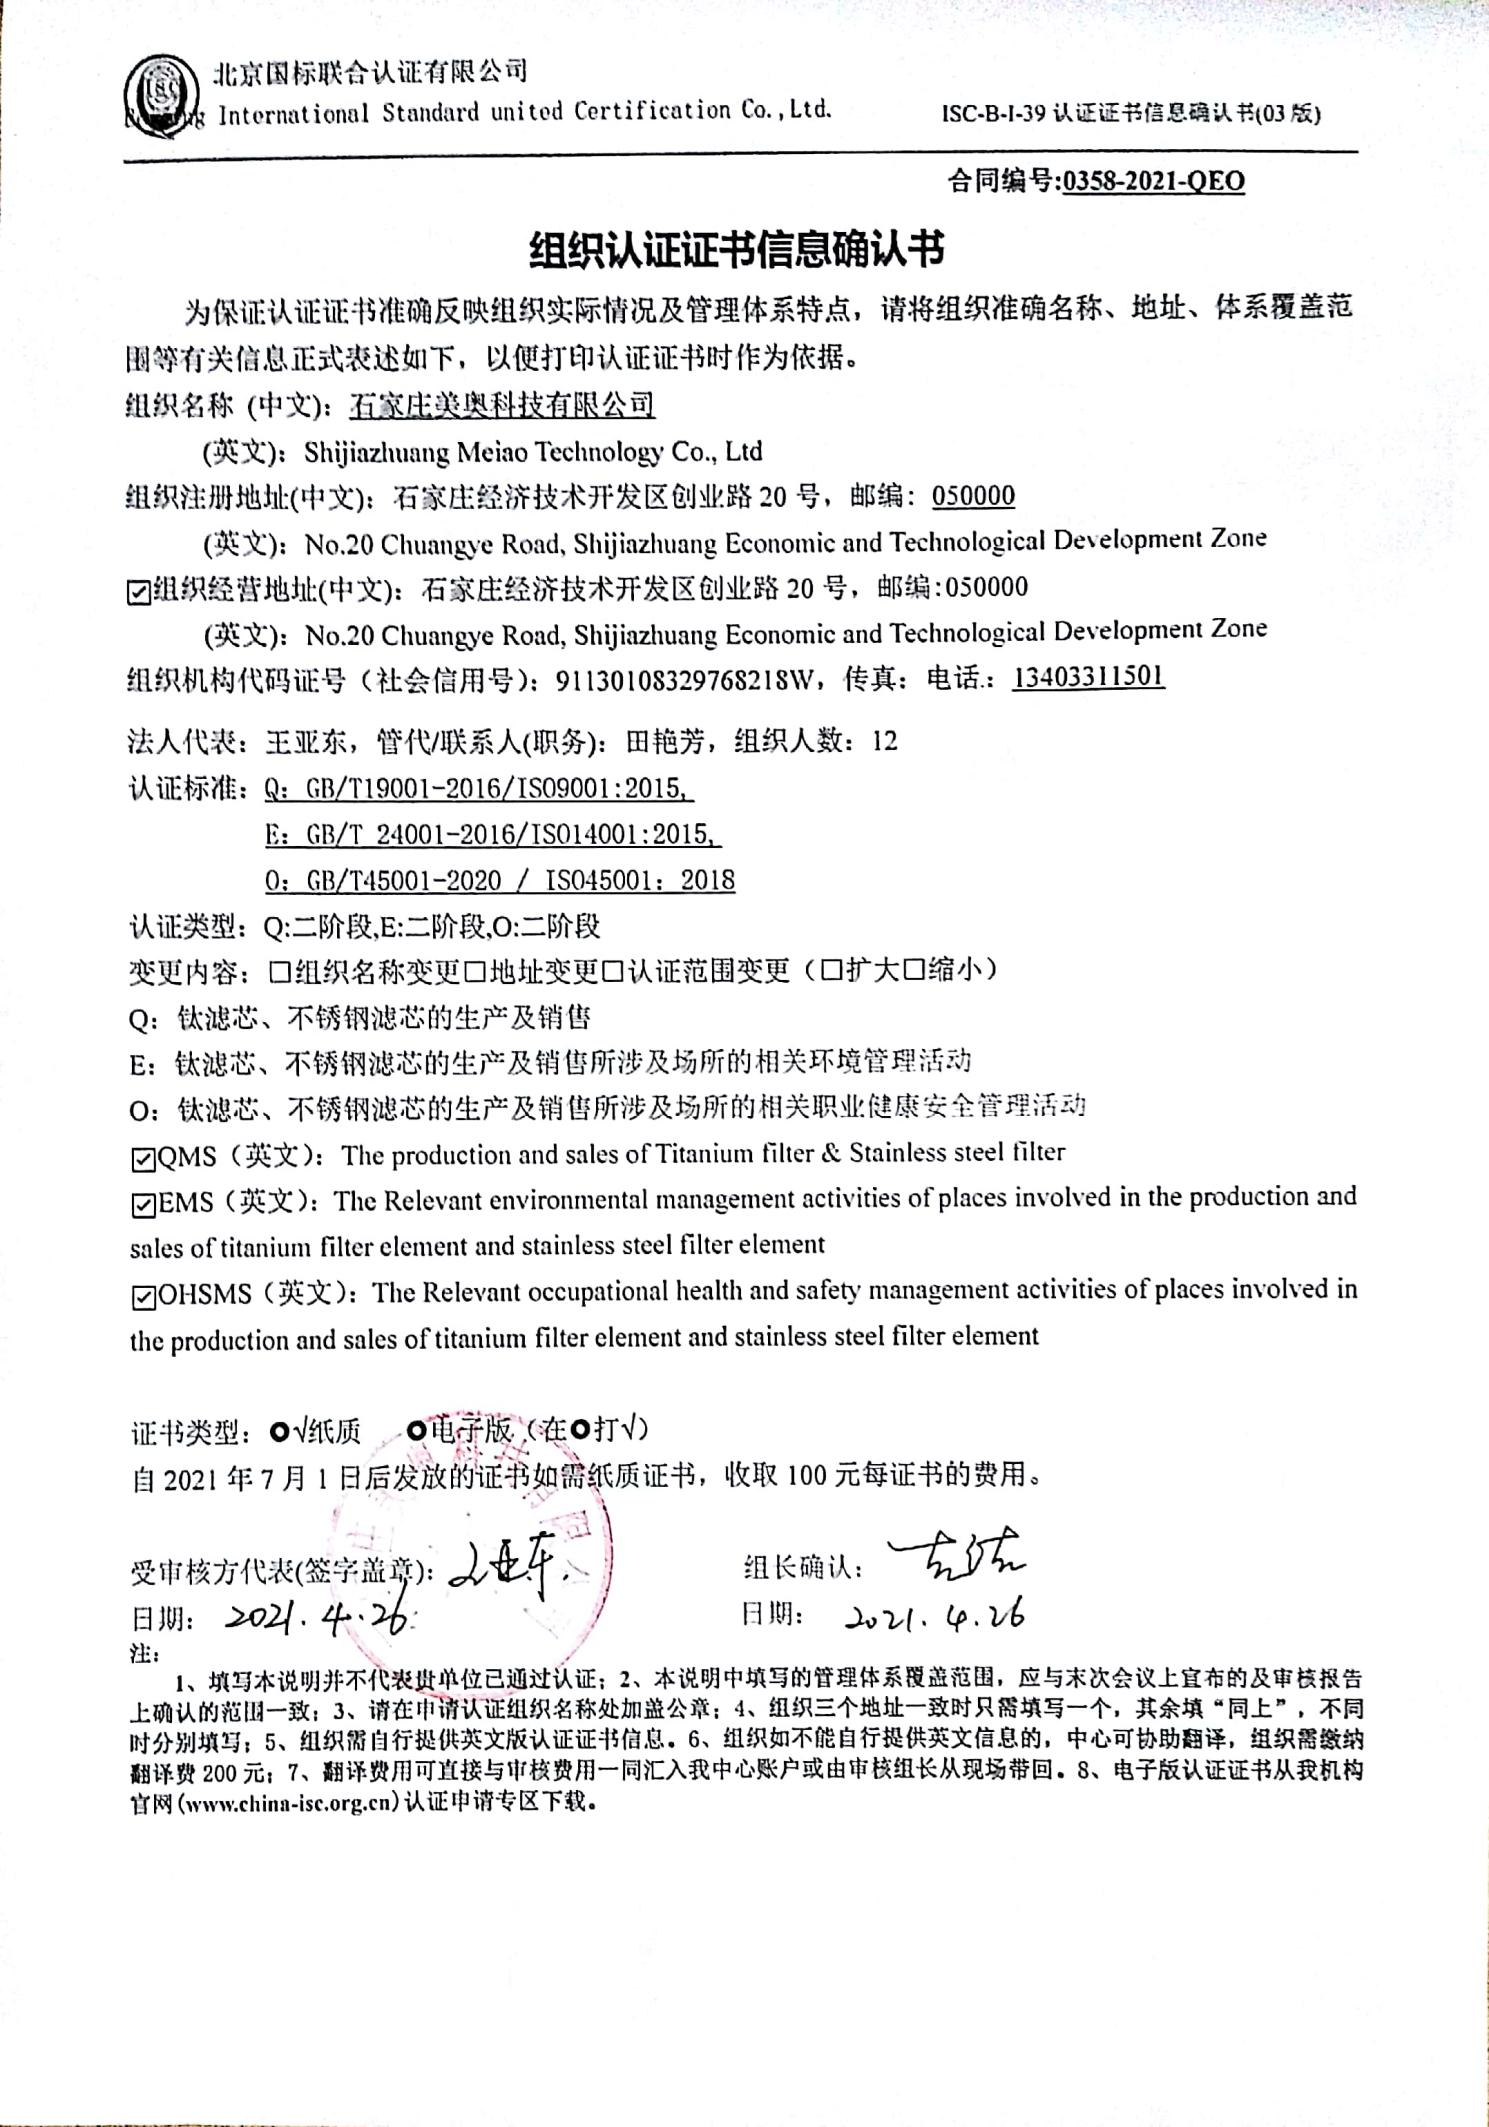 北京国标联合认证有限公司
International Standard united Certification Co.,Ltd.
ISC-B-I-39 认证证书信息确认书(03 版)
合同编号:0358-2021-QEO
组织认证证书信息确认书
为保证认证证书准确反映组织实际情况及管理体系特点，请将组织准确名称、地址、体系覆盖范
围等有关信息正式表述如下，以便打印认证证书时作为依据。
组织名称（中文）：石家庄美奥科技有限公司
(英文)：Shijiazhuang Meiao Technology Co., Ltd
组织注册地址(中文)：石家庄经济技术开发区创业路 20 号，邮编：050000
(英文)：No.20 Chuangye Road, Shijiazhuang Economic and Technological Development Zone
☑组织经营地址(中文)：石家庄经济技术开发区创业路 20 号，邮编:050000
(英文)：No.20 Chuangye Road, Shijiazhuang Economic and Technological Development Zone
组织机构代码证号（社会信用号）：91130108329768218W，传真：电话.：13403311501
法人代表：王亚东，管代/联系人(职务)：田艳芳，组织人数：12
认证标准：Q：GB/T19001-2016/ISO9001:2015,
E：GB/T 24001-2016/ISO14001:2015,
O：GB/T45001-2020 / ISO45001：2018
认证类型：Q:二阶段,E:二阶段,O:二阶段
变更内容：□组织名称变更□地址变更□认证范围变更（□扩大□缩小）
Q：钛滤芯、不锈钢滤芯的生产及销售
E：钛滤芯、不锈钢滤芯的生产及销售所涉及场所的相关环境管理活动
O：钛滤芯、不锈钢滤芯的生产及销售所涉及场所的相关职业健康安全管理活动
☑QMS（英文）：The production and sales of Titanium filter & Stainless steel filter
☑EMS（英文）：The Relevant environmental management activities of places involved in the production and
sales of titanium filter element and stainless steel filter element
☑OHSMS（英文）：The Relevant occupational health and safety management activities of places involved in
the production and sales of titanium filter element and stainless steel filter element
证书类型：○√纸质 ○电子版（在○打√）
自 2021 年 7 月 1 日后发放的证书如需纸质证书，收取 100 元每证书的费用。
受审核方代表(签字盖章)：王亚东. 组长确认：
日期：2021.4.26 日期：2021.4.26
注：
1、填写本说明并不代表贵单位已通过认证；2、本说明中填写的管理体系覆盖范围，应与末次会议上宣布的及审核报告
上确认的范围一致；3、请在申请认证组织名称处加盖公章；4、组织三个地址一致时只需填写一个，其余填“同上”，不同
时分别填写；5、组织需自行提供英文版认证证书信息。6、组织如不能自行提供英文信息的，中心可协助翻译，组织需缴纳
翻译费 200 元；7、翻译费用可直接与审核费用一同汇入我中心账户或由审核组长从现场带回。8、电子版认证证书从我机构
官网(www.china-isc.org.cn)认证申请专区下载。